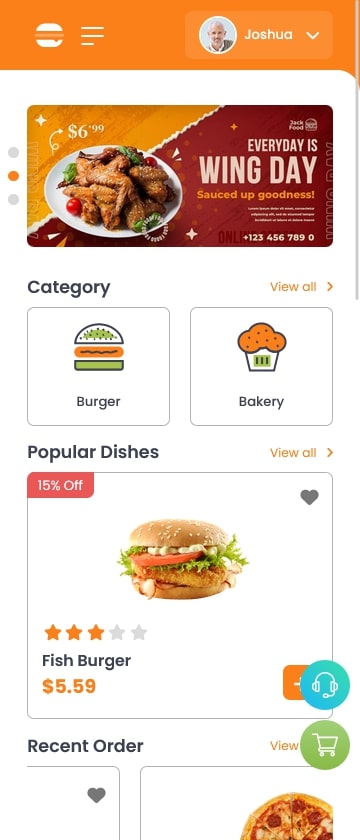 Joshua
$6.99
Jack
Food
EVERYDAY IS
WING DAY
Sauced up goodness!
+123 456 789 0
Category
View all
Burger
Bakery
Popular Dishes
View all
15% Off
Fish Burger
$5.59
Recent Order
View